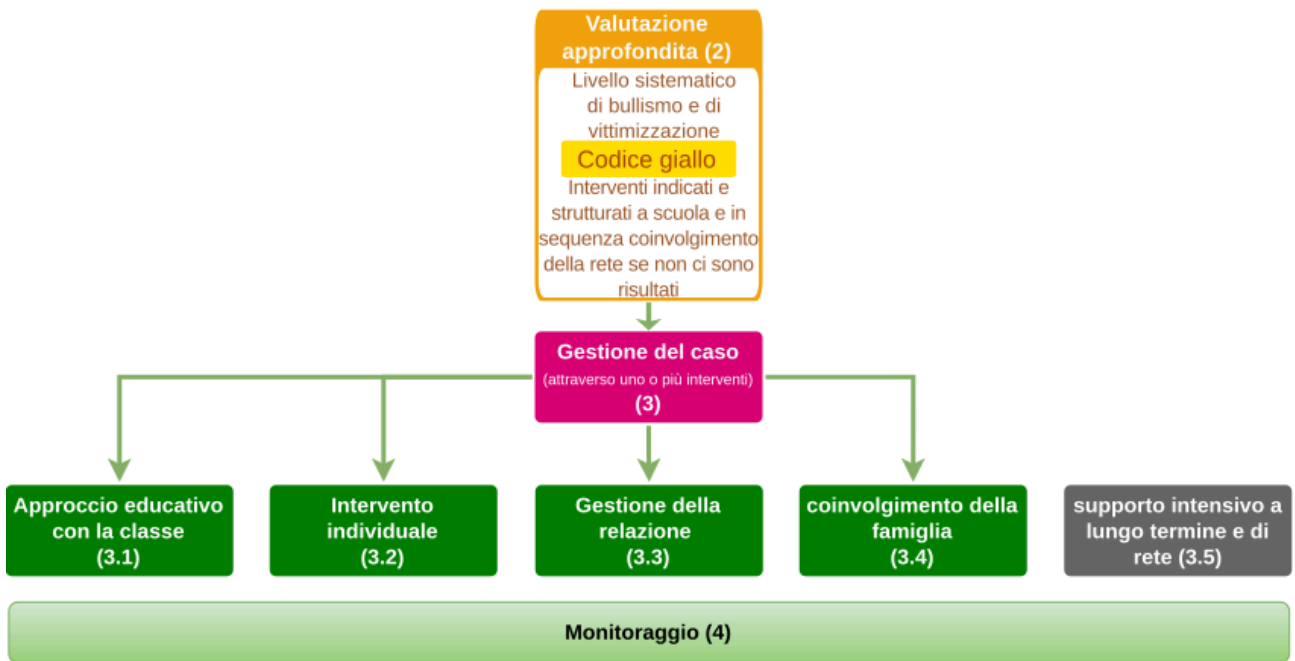 Valutazione
approfondita (2)
Livello sistematico
di bullismo e di
vittimizzazione
Codice giallo
Interventi indicati e
strutturati a scuola e in
sequenza coinvolgimento
della rete se non ci sono
risultati
Gestione del caso
(attraverso uno o più interventi)
(3)
Approccio educativo
con la classe
(3.1)
Intervento
individuale
(3.2)
Gestione della
relazione
(3.3)
coinvolgimento della
famiglia
(3.4)
supporto intensivo a
lungo termine e di
rete (3.5)
Monitoraggio (4)